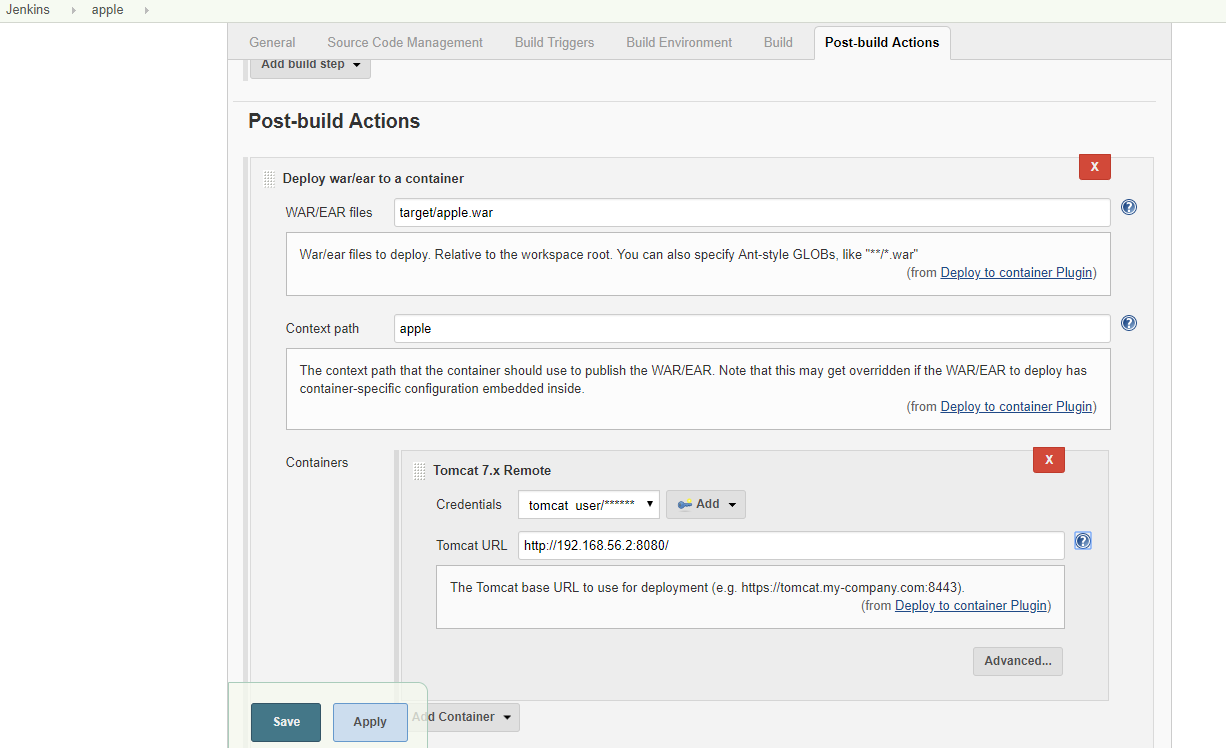 Jenkins apple
General Source Code Management Build Triggers Build Environment Build Post-build Actions
Add build step
Post-build Actions
X
Deploy war/ear to a container
WAR/EAR files target/apple.war
War/ear files to deploy. Relative to the workspace root. You can also specify Ant-style GLOBs, like "**/*.war"
(from Deploy to container Plugin)
Context path apple
The context path that the container should use to publish the WAR/EAR. Note that this may get overridden if the WAR/EAR to deploy has
container-specific configuration embedded inside.
(from Deploy to container Plugin)
Containers
X
Tomcat 7.x Remote
Credentials tomcat_user/****** Add
Tomcat URL http://192.168.56.2:8080/
The Tomcat base URL to use for deployment (e.g. https://tomcat.my-company.com:8443).
(from Deploy to container Plugin)
Advanced...
Add Container
Save Apply